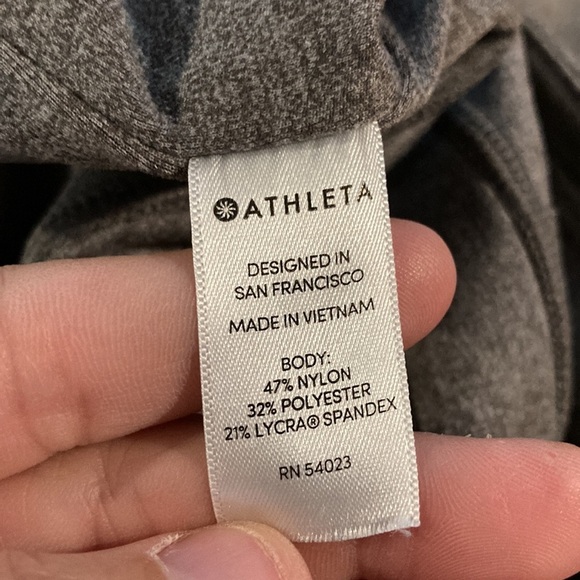 ATHLETA
DESIGNED IN
SAN FRANCISCO
MADE IN VIETNAM
BODY:
47% NYLON
32% POLYESTER
21% LYCRA® SPANDEX
RN 54023